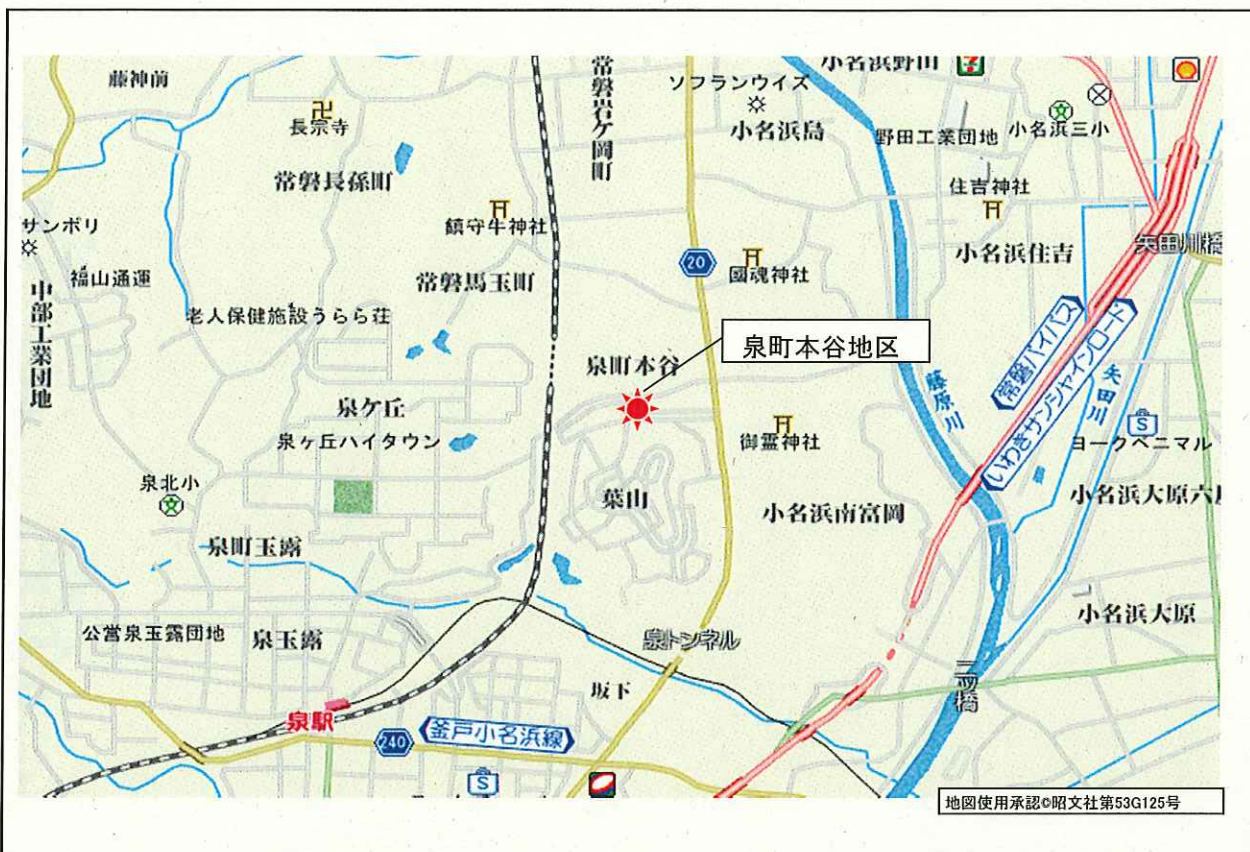 藤神前
長宗寺
常磐長孫町
常磐岩ケ岡町
ソフランウイズ
小名浜島
小名浜野田
7
野田工業団地
小名浜三小
文
住吉神社
鎮守牛神社
サンポリ
福山通運
常磐馬玉町
20
國魂神社
小名浜住吉
矢田川橋
中部工業団地
老人保健施設うらら荘
泉町本谷地区
泉町本谷
常磐バイパス
いわきサンシャインロード
矢田川
藤原川
泉ケ丘
泉ヶ丘ハイタウン
御霊神社
S
ヨークベニマル
泉北小
文
葉山
小名浜南富岡
小名浜大原六
泉町玉露
公営泉玉露団地
泉玉露
泉トンネル
小名浜大原
坂下
二ツ橋
泉駅
240
釜戸小名浜線
S
地図使用承認©昭文社第53G125号